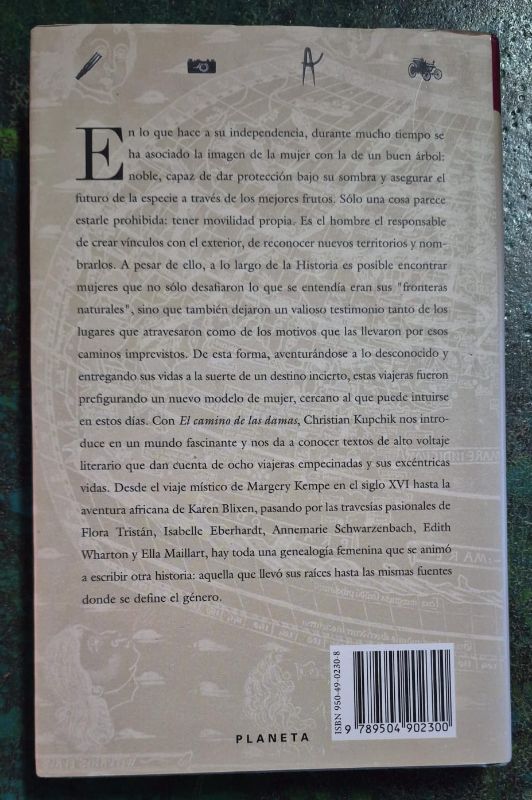 En lo que hace a su independencia, durante mucho tiempo se
ha asociado la imagen de la mujer con la de un buen árbol:
noble, capaz de dar protección bajo su sombra y asegurar el
futuro de la especie a través de los mejores frutos. Sólo una cosa parece
estarle prohibida: tener movilidad propia. Es el hombre el responsable
de crear vínculos con el exterior, de reconocer nuevos territorios y nom-
brarlos. A pesar de ello, a lo largo de la Historia es posible encontrar
mujeres que no sólo desafiaron lo que se entendía eran sus "fronteras
naturales", sino que también dejaron un valioso testimonio tanto de los
lugares que atravesaron como de los motivos que las llevaron por esos
caminos imprevistos. De esta forma, aventurándose a lo desconocido y
entregando sus vidas a la suerte de un destino incierto, estas viajeras fueron
prefigurando un nuevo modelo de mujer, cercano al que puede intuirse
en estos días. Con El camino de las damas, Christian Kupchik nos intro-
duce en un mundo fascinante y nos da a conocer textos de alto voltaje
literario que dan cuenta de ocho viajeras empecinadas y sus excéntricas
vidas. Desde el viaje místico de Margery Kempe en el siglo XVI hasta la
aventura africana de Karen Blixen, pasando por las travesías pasionales de
Flora Tristán, Isabelle Eberhardt, Annemarie Schwarzenbach, Edith
Wharton y Ella Maillart, hay toda una genealogía femenina que se animó
a escribir otra historia: aquella que llevó sus raíces hasta las mismas fuentes
donde se define el género.
ISBN 950-49-0230-8
9 789504 902300
PLANETA